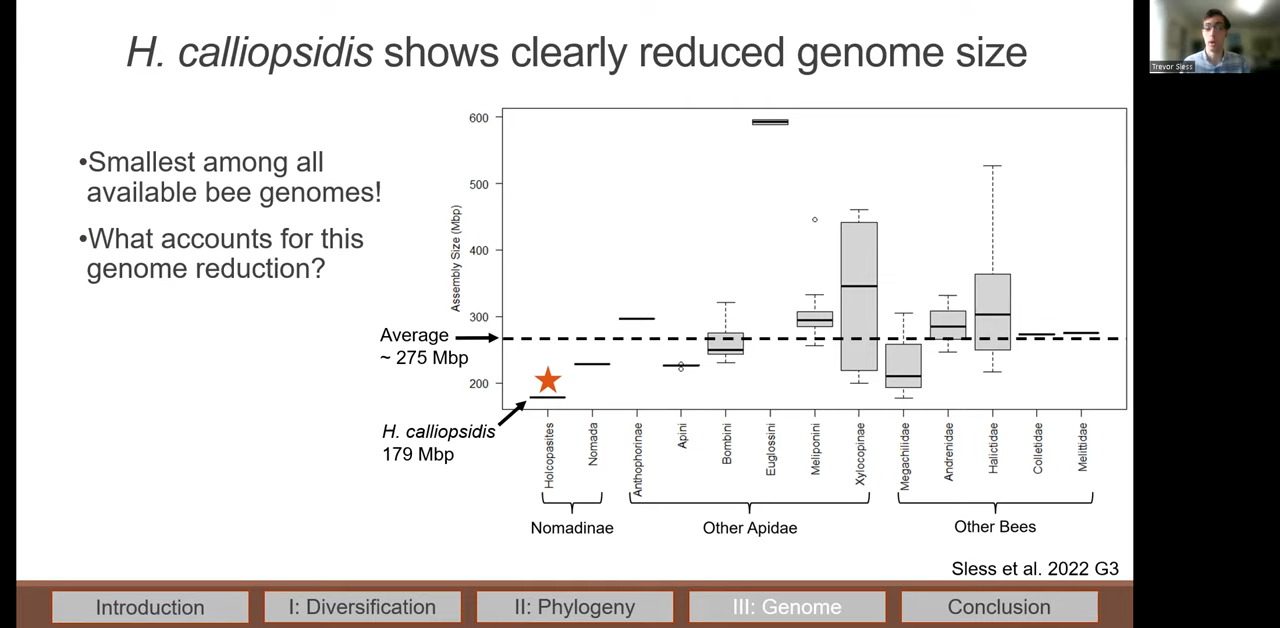 H. calliopsidis shows clearly reduced genome size
Trevor Sless
•Smallest among all
available bee genomes!
•What accounts for this
genome reduction?
Average
~ 275 Mbp
H. calliopsidis
179 Mbp
Assembly Size (Mbp)
600
500
400
300
200
Holcopasites
Nomada
Anthophorinae
Apini
Bombini
Euglossini
Meliponini
Xylocopinae
Megachilidae
Andrenidae
Halictidae
Colletidae
Melittidae
Nomadinae
Other Apidae
Other Bees
Sless et al. 2022 G3
Introduction
I: Diversification
II: Phylogeny
III: Genome
Conclusion